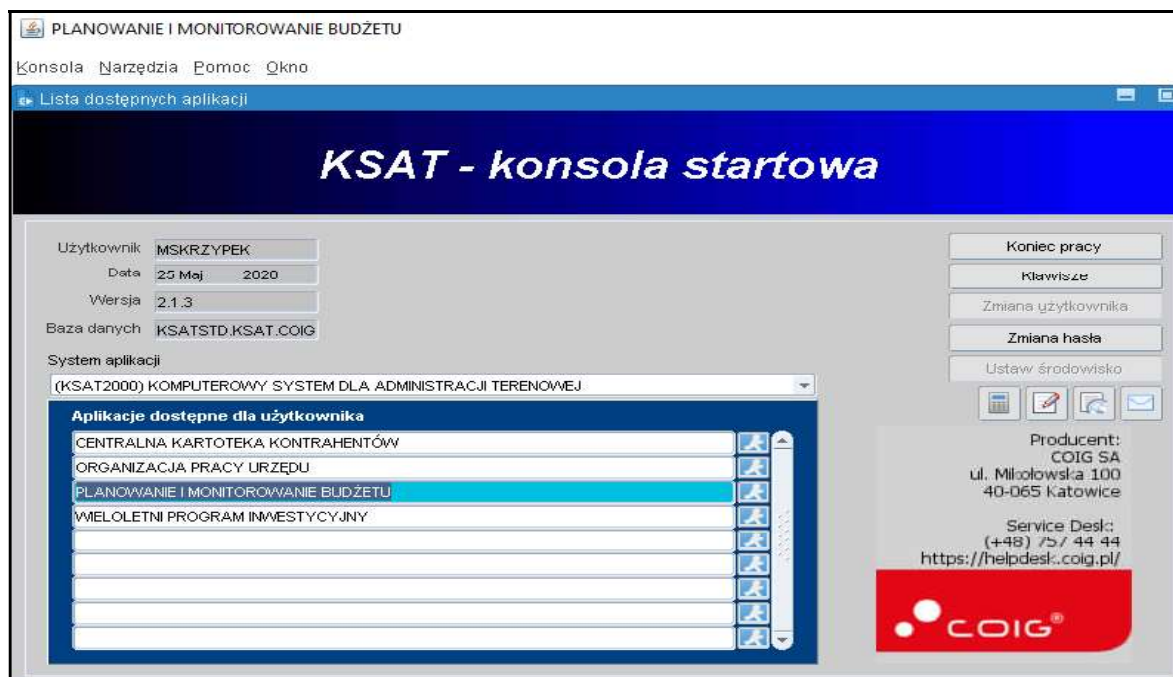 PLANOWANIE I MONITOROWANIE BUDŻETU
Konsola Narzędzia Pomoc Okno
Lista dostępnych aplikacji
KSAT - konsola startowa
Użytkownik MSKRZYPEK
Data 25 Maj 2020
Wersja 2.1.3
Baza danych KSATSTD.KSAT.COIG
System aplikacji
(KSAT2000) KOMPUTEROWY SYSTEM DLA ADMINISTRACJI TERENOWEJ
Aplikacje dostępne dla użytkownika
CENTRALNA KARTOTEKA KONTRAHENTÓW
ORGANIZACJA PRACY URZĘDU
PLANOWANIE I MONITOROWANIE BUDŻETU
WIELOLETNI PROGRAM INWESTYCYJNY
Koniec pracy
Klawisze
Zmiana użytkownika
Zmiana hasła
Ustaw środowisko
Producent:
COIG SA
ul. Mikołowska 100
40-065 Katowice
Service Desk:
(+48) 757 44 44
https://helpdesk.coig.pl/
COIG®